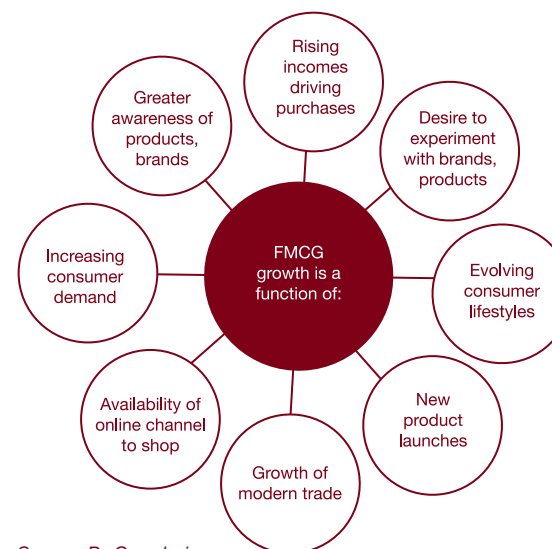 FMCG
growth is a
function of:
Rising
incomes
driving
purchases
Desire to
experiment
with brands,
products
Evolving
consumer
lifestyles
New
product
launches
Growth of
modern trade
Availability of
online channel
to shop
Increasing
consumer
demand
Greater
awareness of
products,
brands